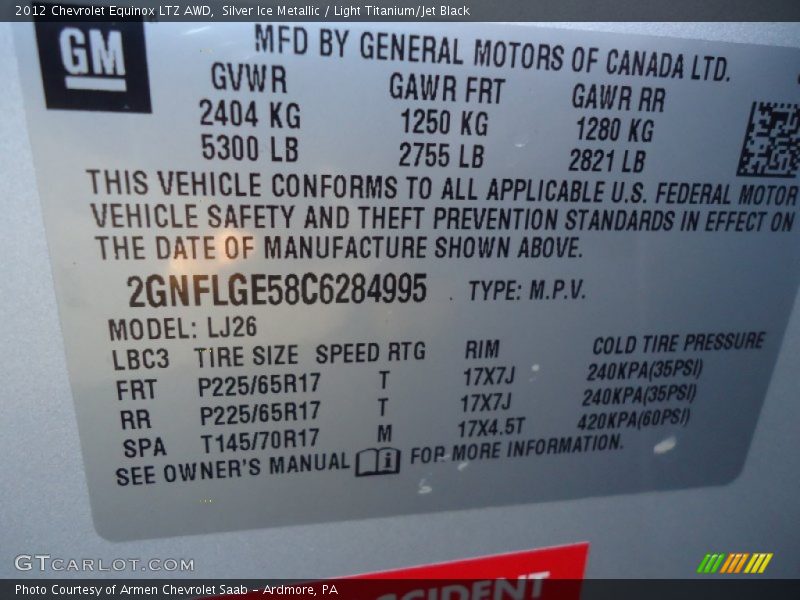 2012 Chevrolet Equinox LTZ AWD, Silver Ice Metallic / Light Titanium/Jet Black
GM
MFD BY GENERAL MOTORS OF CANADA LTD.
GVWR GAWR FRT GAWR RR
2404 KG 1250 KG 1280 KG
5300 LB 2755 LB 2821 LB
THIS VEHICLE CONFORMS TO ALL APPLICABLE U.S. FEDERAL MOTOR
VEHICLE SAFETY AND THEFT PREVENTION STANDARDS IN EFFECT ON
THE DATE OF MANUFACTURE SHOWN ABOVE.
2GNFLGE58C6284995 TYPE: M.P.V.
MODEL: LJ26
LBC3 TIRE SIZE SPEED RTG RIM COLD TIRE PRESSURE
FRT P225/65R17 T 17X7J 240KPA(35PSI)
RR P225/65R17 T 17X7J 240KPA(35PSI)
SPA T145/70R17 M 17X4.5T 420KPA(60PSI)
SEE OWNER'S MANUAL i FOR MORE INFORMATION.
GTCARLOT.COM
Photo Courtesy of Armen Chevrolet Saab - Ardmore, PA